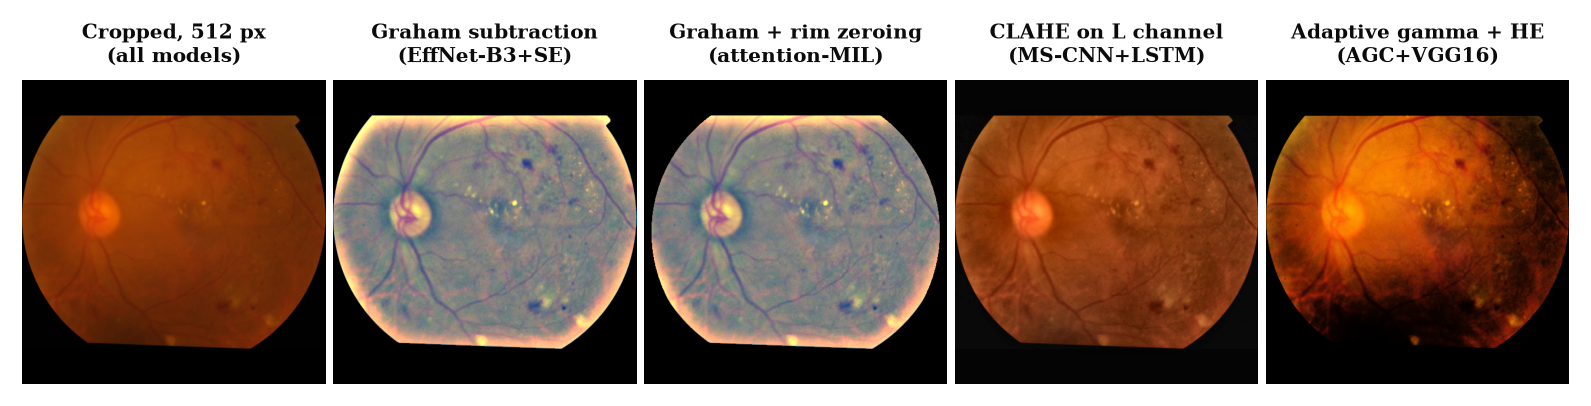 Cropped, 512 px
(all models)
Graham subtraction
(EffNet-B3+SE)
Graham + rim zeroing
(attention-MIL)
CLAHE on L channel
(MS-CNN+LSTM)
Adaptive gamma + HE
(AGC+VGG16)